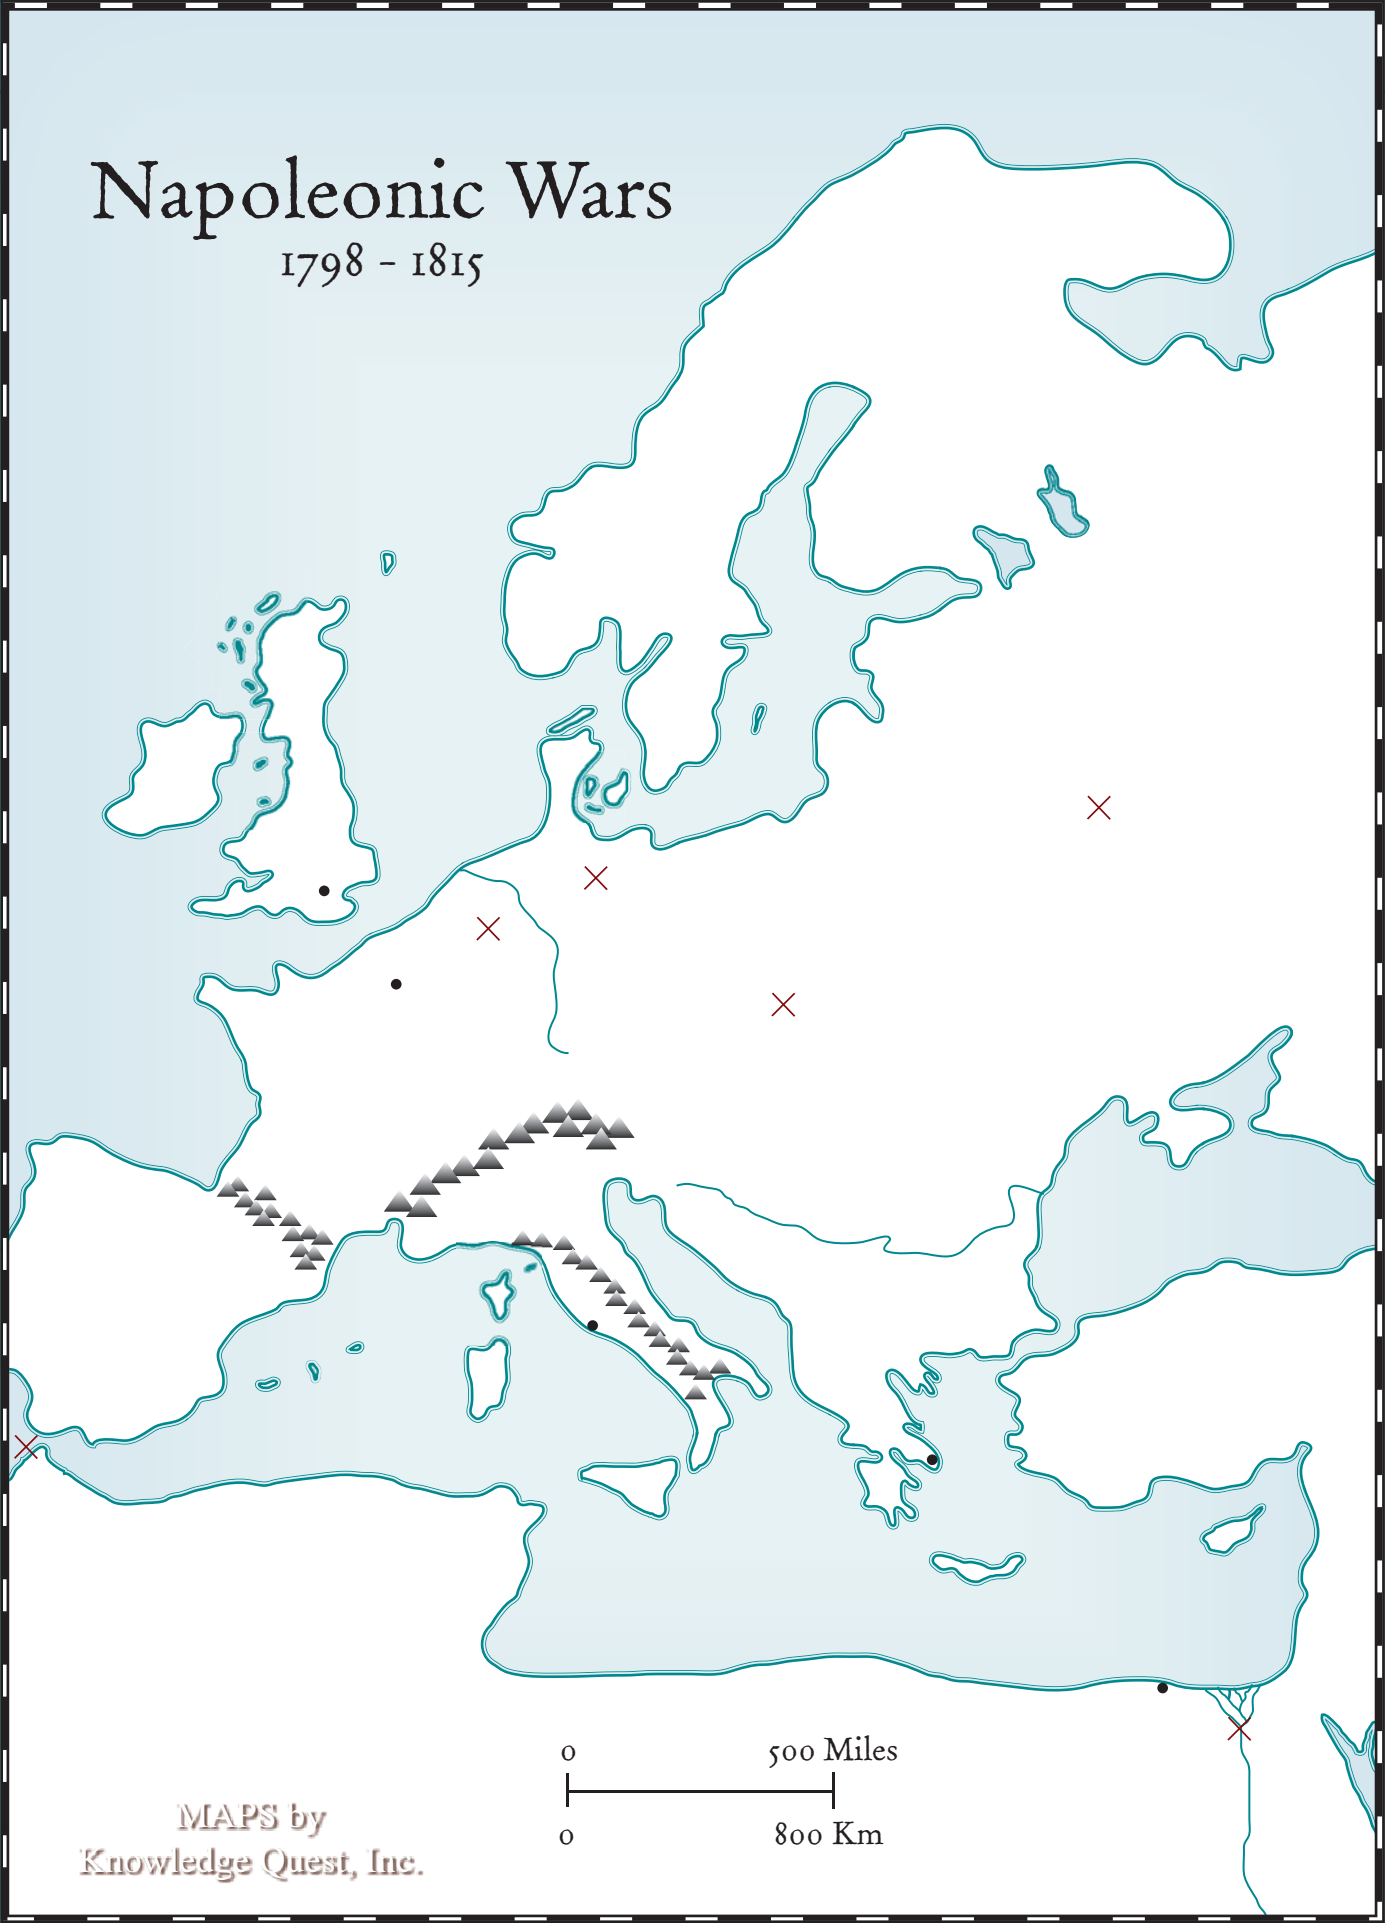 Napoleonic Wars
1798 - 1815
0 500 Miles
0 800 Km
MAPS by
Knowledge Quest, Inc.